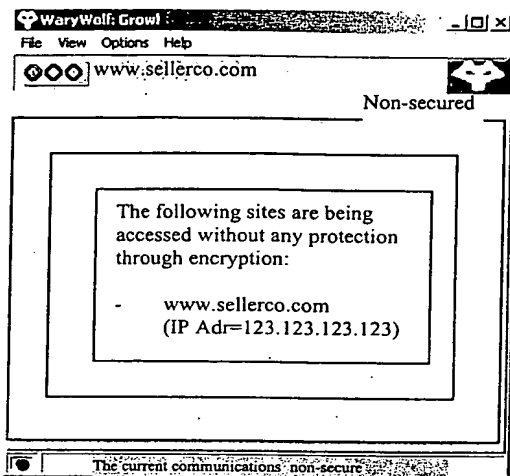 WaryWolf: Growl
File View Options Help
www.sellerco.com
Non-secured
The following sites are being
accessed without any protection
through encryption:
- www.sellerco.com
(IP Adr=123.123.123.123)
The current communications' non-secure